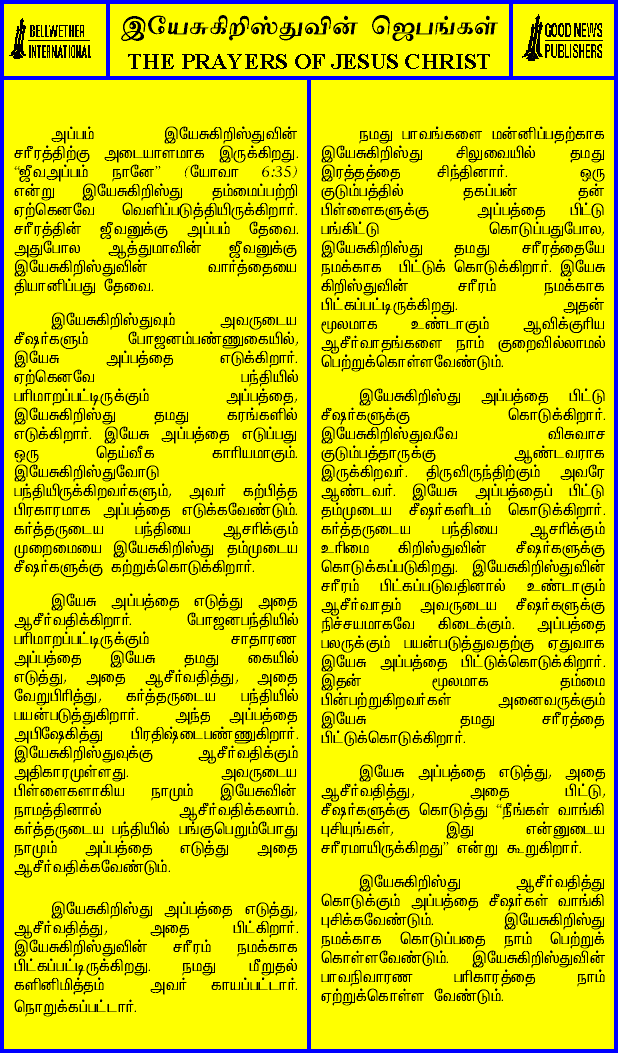 BELLWETHER
INTERNATIONAL
இயேசுகிறிஸ்துவின் ஜெபங்கள்
THE PRAYERS OF JESUS CHRIST
GOOD NEWS
PUBLISHERS
அப்பம் இயேசுகிறிஸ்துவின்
சரீரத்திற்கு அடையாளமாக இருக்கிறது.
“ஜீவஅப்பம் நானே” (யோவா 6:35)
என்று இயேசுகிறிஸ்து தம்மைப்பற்றி
ஏற்கெனவே வெளிப்படுத்தியிருக்கிறார்.
சரீரத்தின் ஜீவனுக்கு அப்பம் தேவை.
அதுபோல ஆத்துமாவின் ஜீவனுக்கு
இயேசுகிறிஸ்துவின் வார்த்தையை
தியானிப்பது தேவை.
இயேசுகிறிஸ்துவும் அவருடைய
சீஷர்களும் போஜனம்பண்ணுகையில்,
இயேசு அப்பத்தை எடுக்கிறார்.
ஏற்கெனவே பந்தியில்
பரிமாறப்பட்டிருக்கும் அப்பத்தை,
இயேசுகிறிஸ்து தமது கரங்களில்
எடுக்கிறார். இயேசு அப்பத்தை எடுப்பது
ஒரு தெய்வீக காரியமாகும்.
இயேசுகிறிஸ்துவோடு
பந்தியிருக்கிறவர்களும், அவர் கற்பித்த
பிரகாரமாக அப்பத்தை எடுக்கவேண்டும்.
கர்த்தருடைய பந்தியை ஆசரிக்கும்
முறைமையை இயேசுகிறிஸ்து தம்முடைய
சீஷர்களுக்கு கற்றுக்கொடுக்கிறார்.
இயேசு அப்பத்தை எடுத்து அதை
ஆசீர்வதிக்கிறார். போஜனபந்தியில்
பரிமாறப்பட்டிருக்கும் சாதாரண
அப்பத்தை இயேசு தமது கையில்
எடுத்து, அதை ஆசீர்வதித்து, அதை
வேறுபிரித்து, கர்த்தருடைய பந்தியில்
பயன்படுத்துகிறார். அந்த அப்பத்தை
அபிஷேகித்து பிரதிஷ்டைபண்ணுகிறார்.
இயேசுகிறிஸ்துவுக்கு ஆசீர்வதிக்கும்
அதிகாரமுள்ளது. அவருடைய
பிள்ளைகளாகிய நாமும் இயேசுவின்
நாமத்தினால் ஆசீர்வதிக்கலாம்.
கர்த்தருடைய பந்தியில் பங்குபெறும்போது
நாமும் அப்பத்தை எடுத்து அதை
ஆசீர்வதிக்கவேண்டும்.
இயேசுகிறிஸ்து அப்பத்தை எடுத்து,
ஆசீர்வதித்து, அதை பிட்கிறார்.
இயேசுகிறிஸ்துவின் சரீரம் நமக்காக
பிட்கப்பட்டிருக்கிறது. நமது மீறுதல்
களினிமித்தம் அவர் காயப்பட்டார்.
நொறுக்கப்பட்டார்.
நமது பாவங்களை மன்னிப்பதற்காக
இயேசுகிறிஸ்து சிலுவையில் தமது
இரத்தத்தை சிந்தினார். ஒரு
குடும்பத்தில் தகப்பன் தன்
பிள்ளைகளுக்கு அப்பத்தை பிட்டு
பங்கிட்டு கொடுப்பதுபோல,
இயேசுகிறிஸ்து தமது சரீரத்தையே
நமக்காக பிட்டுக் கொடுக்கிறார். இயேசு
கிறிஸ்துவின் சரீரம் நமக்காக
பிட்கப்பட்டிருக்கிறது. அதன்
மூலமாக உண்டாகும் ஆவிக்குரிய
ஆசீர்வாதங்களை நாம் குறைவில்லாமல்
பெற்றுக்கொள்ளவேண்டும்.
இயேசுகிறிஸ்து அப்பத்தை பிட்டு
சீஷர்களுக்கு கொடுக்கிறார்.
இயேசுகிறிஸ்துவவே விசுவாச
குடும்பத்தாருக்கு ஆண்டவராக
இருக்கிறவர். திருவிருந்திற்கும் அவரே
ஆண்டவர். இயேசு அப்பத்தைப் பிட்டு
தம்முடைய சீஷர்களிடம் கொடுக்கிறார்.
கர்த்தருடைய பந்தியை ஆசரிக்கும்
உரிமை கிறிஸ்துவின் சீஷர்களுக்கு
கொடுக்கப்படுகிறது. இயேசுகிறிஸ்துவின்
சரீரம் பிட்கப்படுவதினால் உண்டாகும்
ஆசீர்வாதம் அவருடைய சீஷர்களுக்கு
நிச்சயமாகவே கிடைக்கும். அப்பத்தை
பலருக்கும் பயன்படுத்துவதற்கு ஏதுவாக
இயேசு அப்பத்தை பிட்டுக்கொடுக்கிறார்.
இதன் மூலமாக தம்மை
பின்பற்றுகிறவர்கள் அனைவருக்கும்
இயேசு தமது சரீரத்தை
பிட்டுக்கொடுக்கிறார்.
இயேசு அப்பத்தை எடுத்து, அதை
ஆசீர்வதித்து, அதை பிட்டு,
சீஷர்களுக்கு கொடுத்து “நீங்கள் வாங்கி
புசியுங்கள், இது என்னுடைய
சரீரமாயிருக்கிறது” என்று கூறுகிறார்.
இயேசுகிறிஸ்து ஆசீர்வதித்து
கொடுக்கும் அப்பத்தை சீஷர்கள் வாங்கி
புசிக்கவேண்டும். இயேசுகிறிஸ்து
நமக்காக கொடுப்பதை நாம் பெற்றுக்
கொள்ளவேண்டும். இயேசுகிறிஸ்துவின்
பாவநிவாரண பரிகாரத்தை நாம்
ஏற்றுக்கொள்ள வேண்டும்.